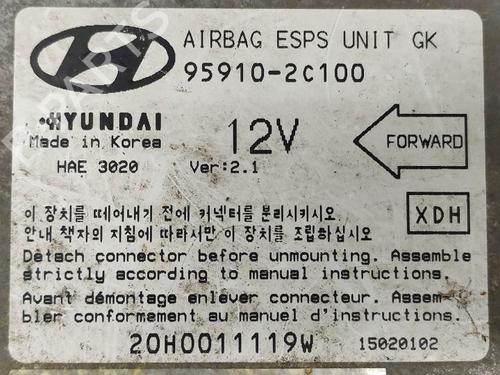 AIRBAG ESPS UNIT GK
95910-2C100
HYUNDAI
Made in Korea
12V
FORWARD
HAE 3020
Ver:2.1
XDH
이 장치를 떼어내기 전에 커넥터를 분리시키시오
안내 책자의 지침에 따라서만 이 장치를 조립하십시오
Detach connector before unmounting. Assemble
strictly according to manual instructions.
Avant démontage enlever connecteur. Assem-
bler conformement au manuel d'instructions.
20H0011119W
15020102